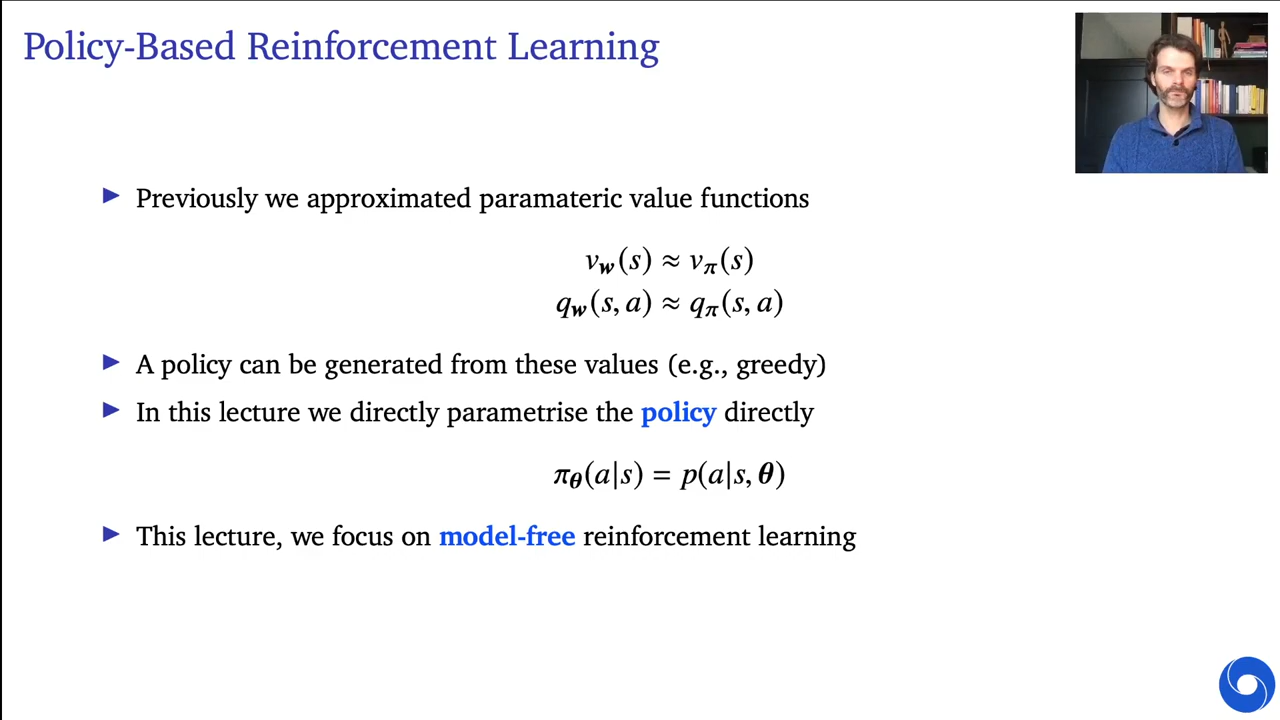 Policy-Based Reinforcement Learning
▶ Previously we approximated paramateric value functions
v_w(s) ≈ v_π(s)
q_w(s, a) ≈ q_π(s, a)
▶ A policy can be generated from these values (e.g., greedy)
▶ In this lecture we directly parametrise the policy directly
π_θ(a|s) = p(a|s, θ)
▶ This lecture, we focus on model-free reinforcement learning